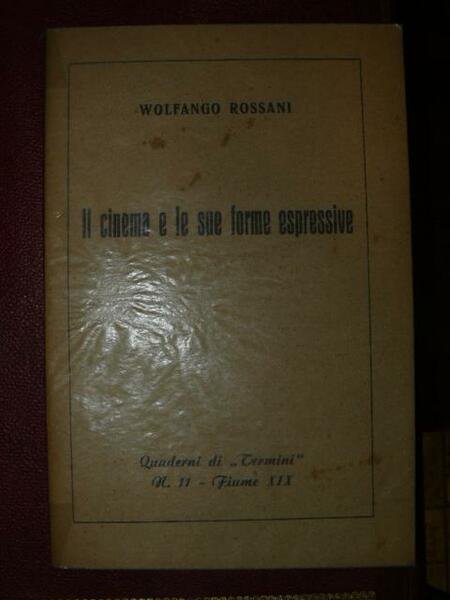 WOLFANGO ROSSANI
Il cinema e le sue forme espressive
Quaderni di „Termini"
N. 11 - Fiume XIX